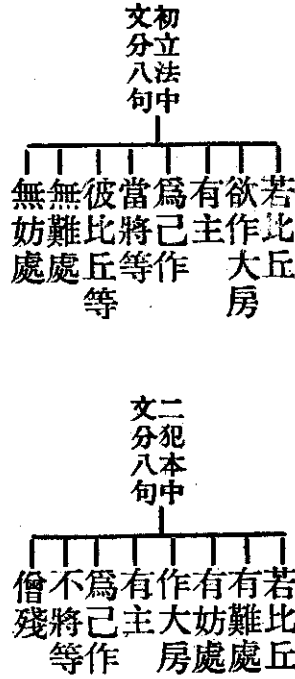 初立法中
文分八句
若比丘
欲作大房
有主
爲己作
當將等
彼比丘等
無難處
無妨處
二犯本中
文分八句
若比丘
有難處
有妨處
作大房
有主
爲己作
不將等
僧殘